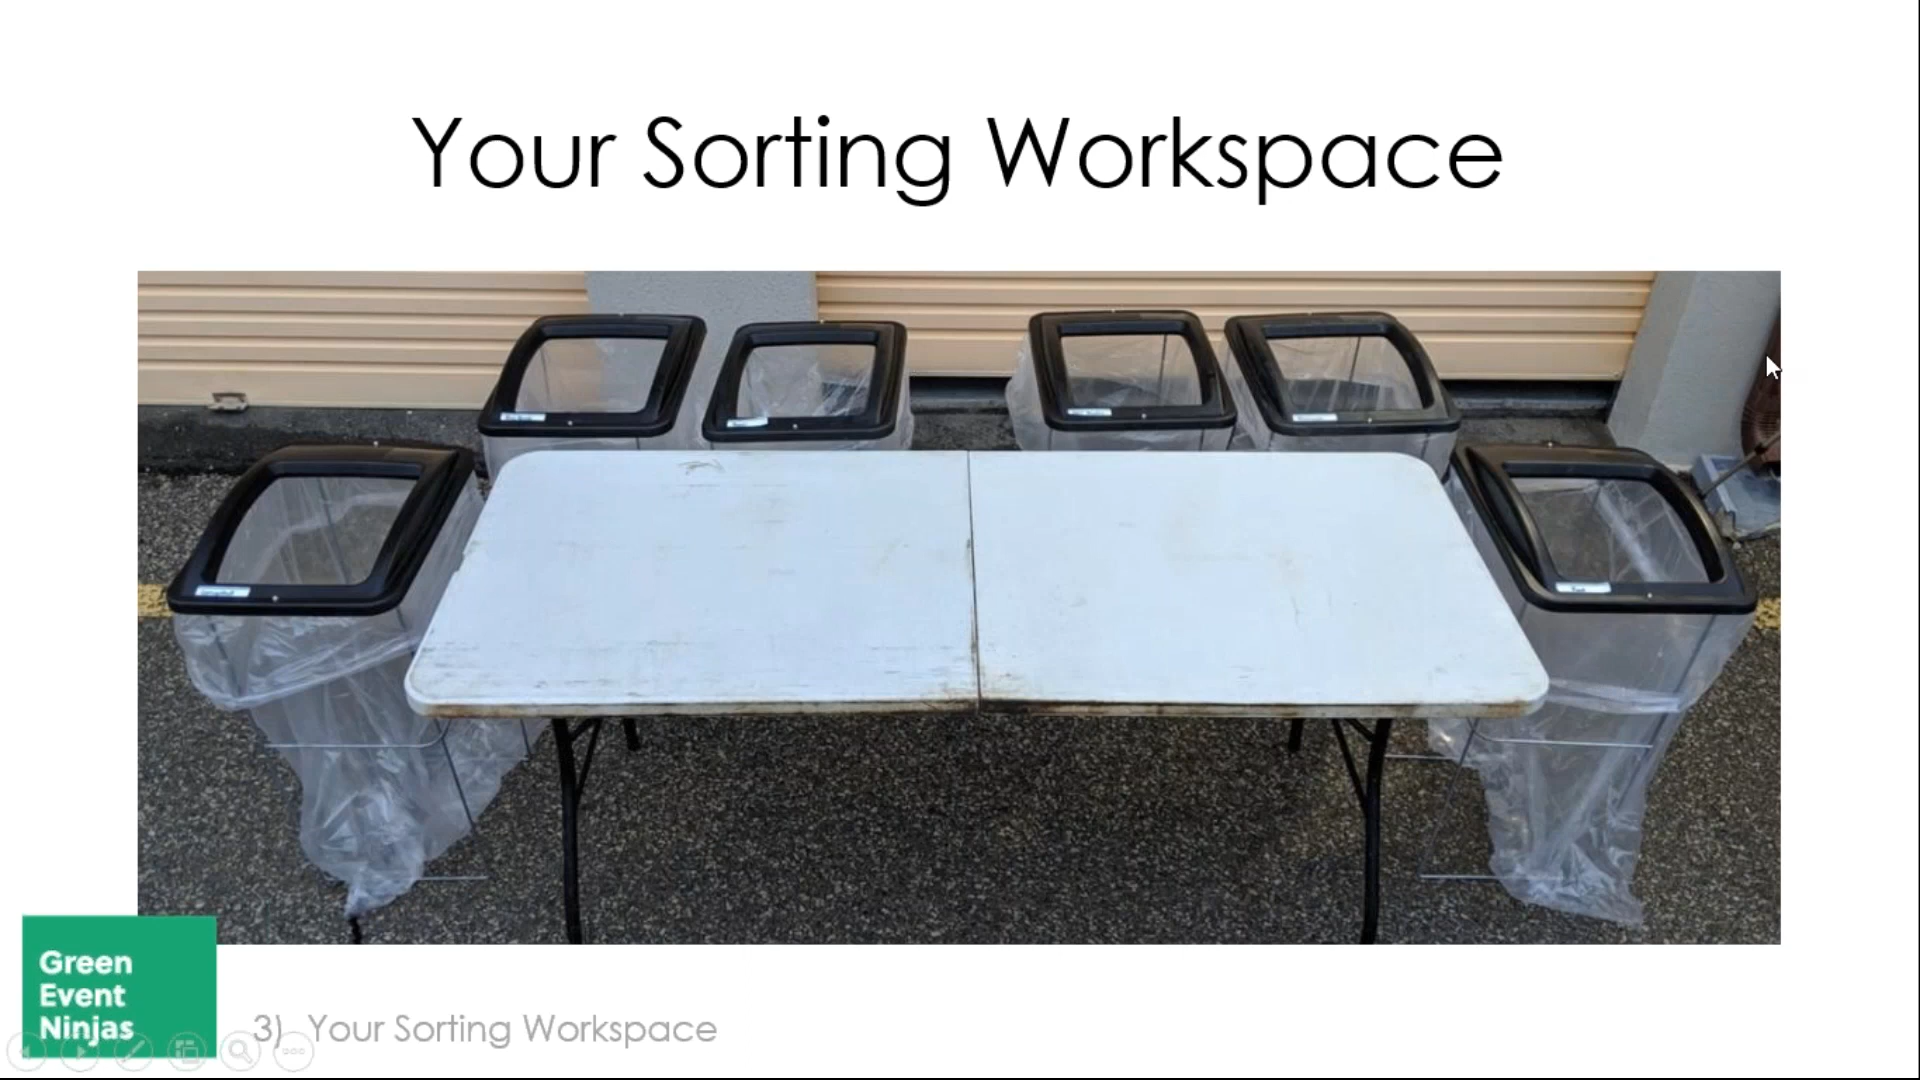 Your Sorting Workspace
Green
Event
Ninjas
3) Your Sorting Workspace